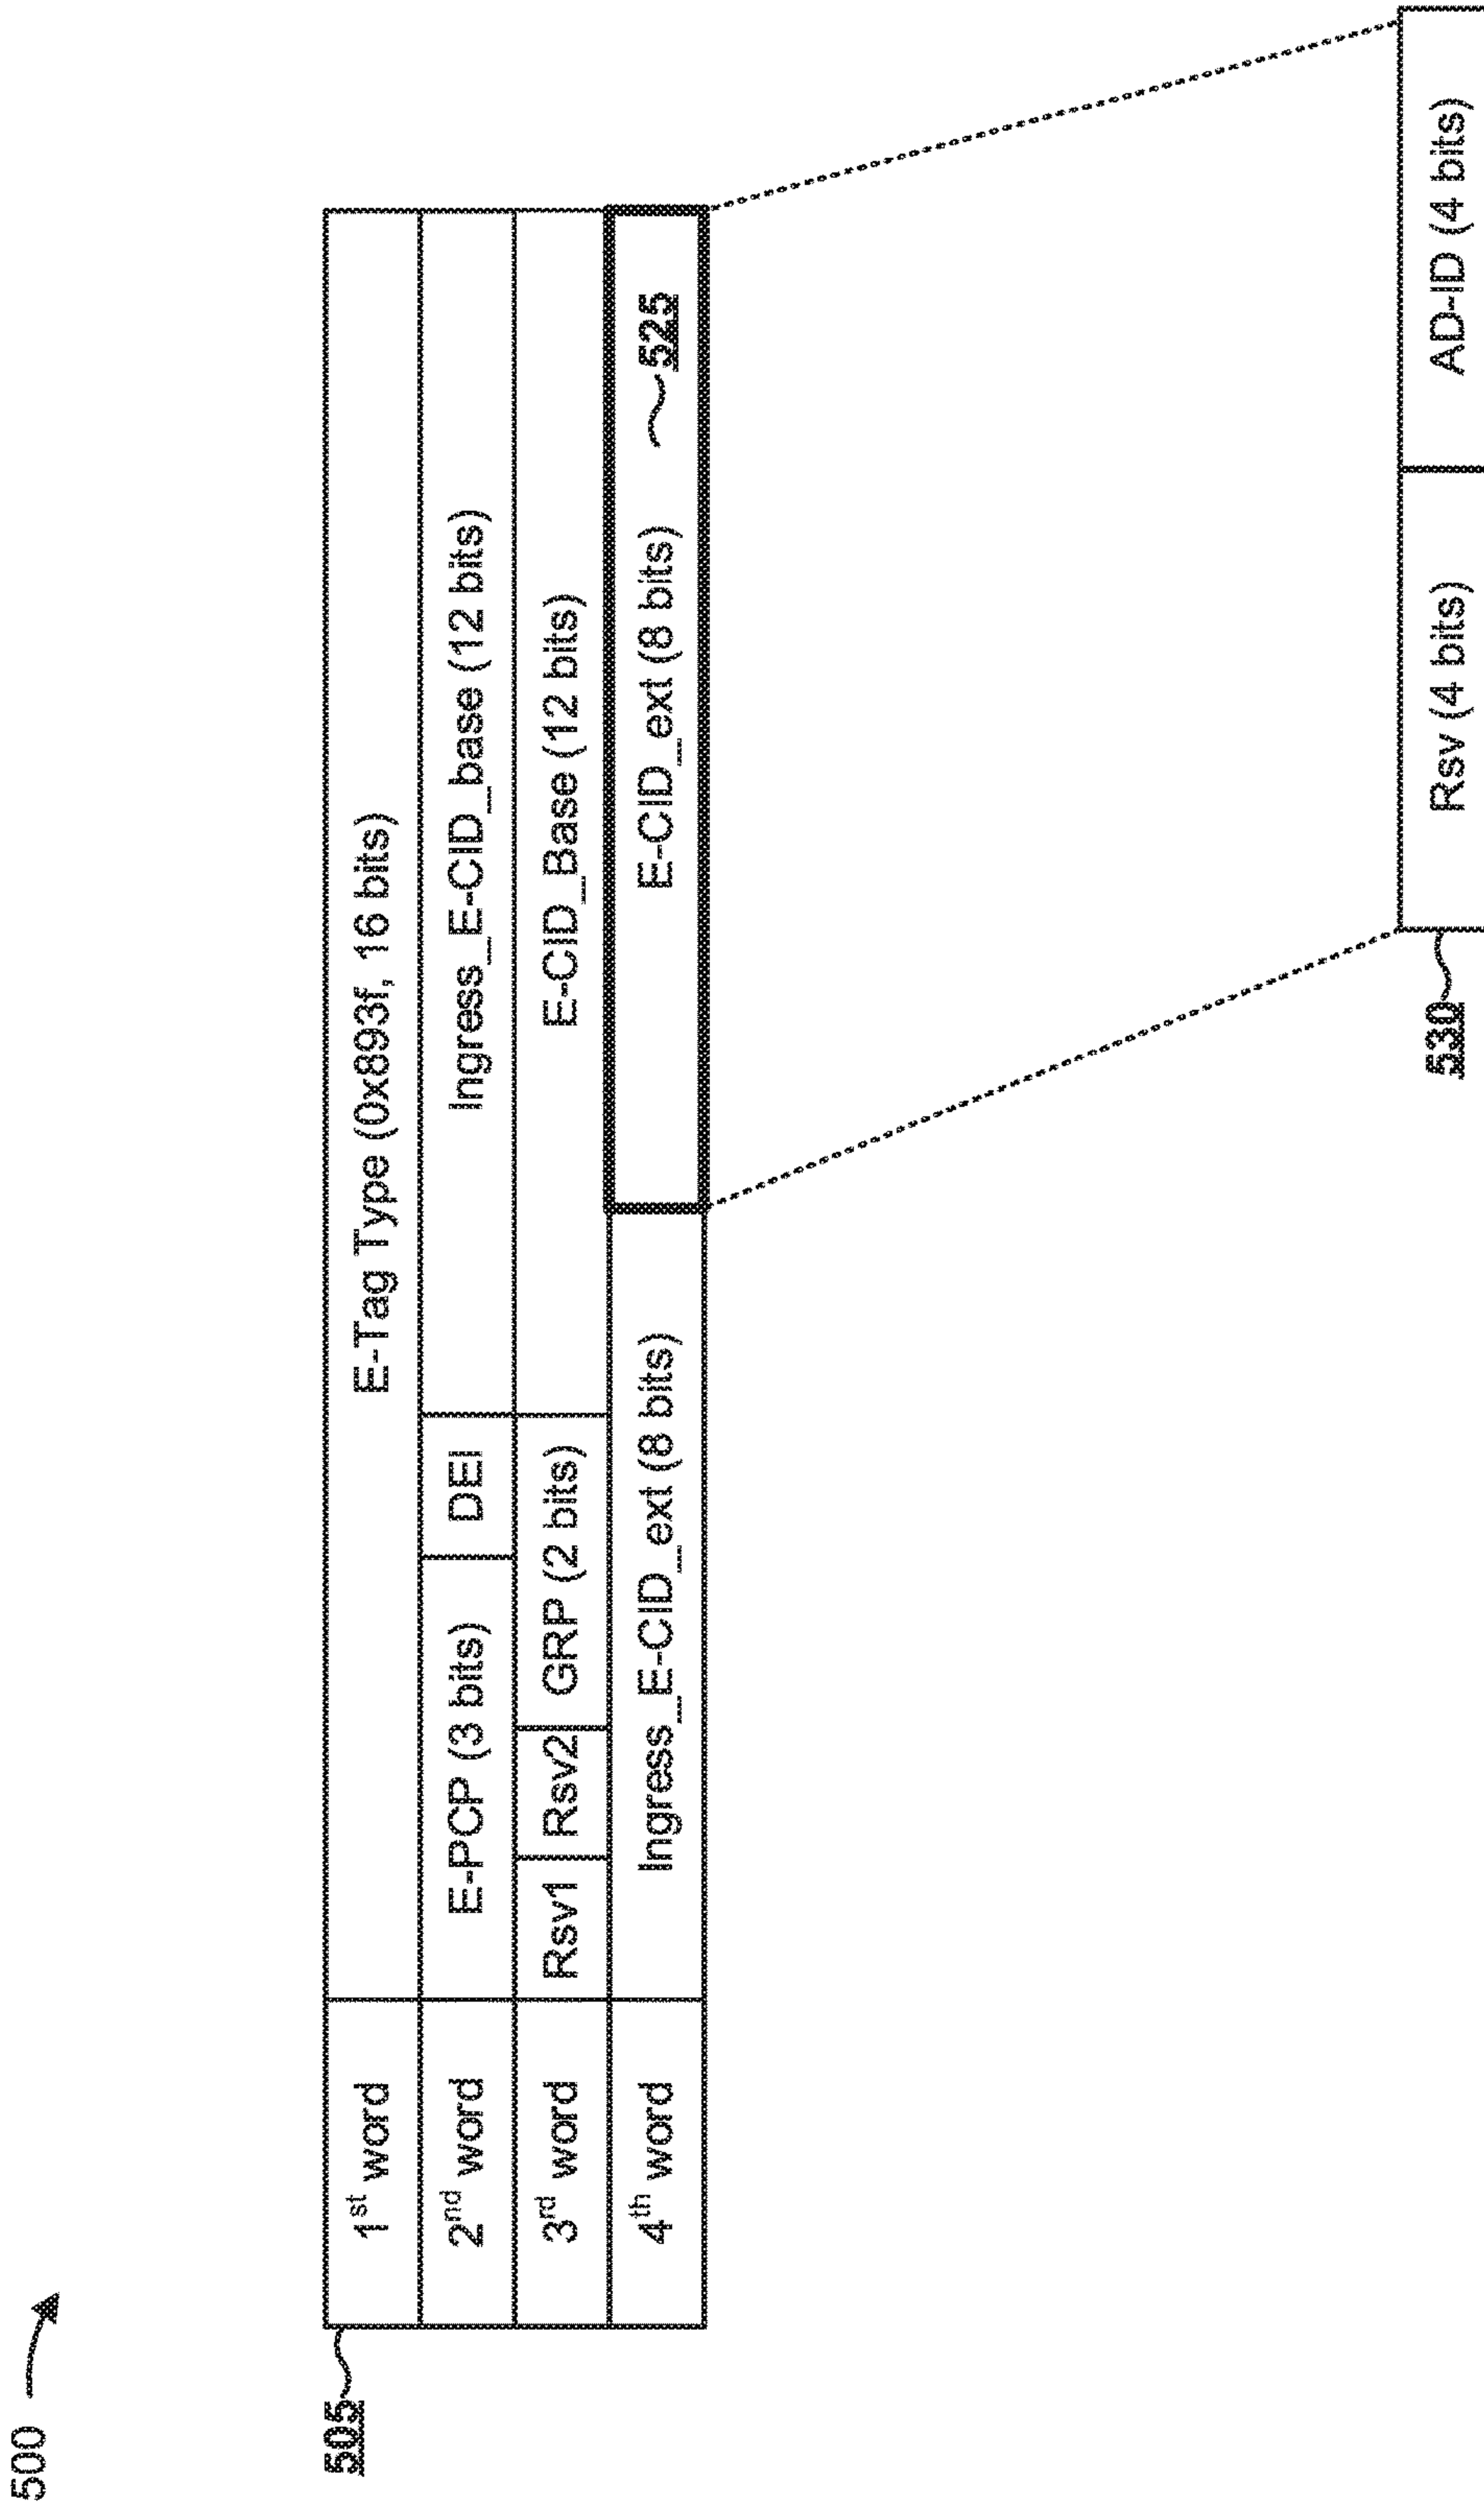 500
505
1st word E-Tag Type (0x893f, 16 bits)
2nd word E-PCP (3 bits) DEI Ingress_E-CID_base (12 bits)
3rd word Rsv1 Rsv2 GRP (2 bits) E-CID_Base (12 bits)
4th word Ingress_E-CID_ext (8 bits) E-CID_ext (8 bits) 525
530 Rsv (4 bits) AD-ID (4 bits)